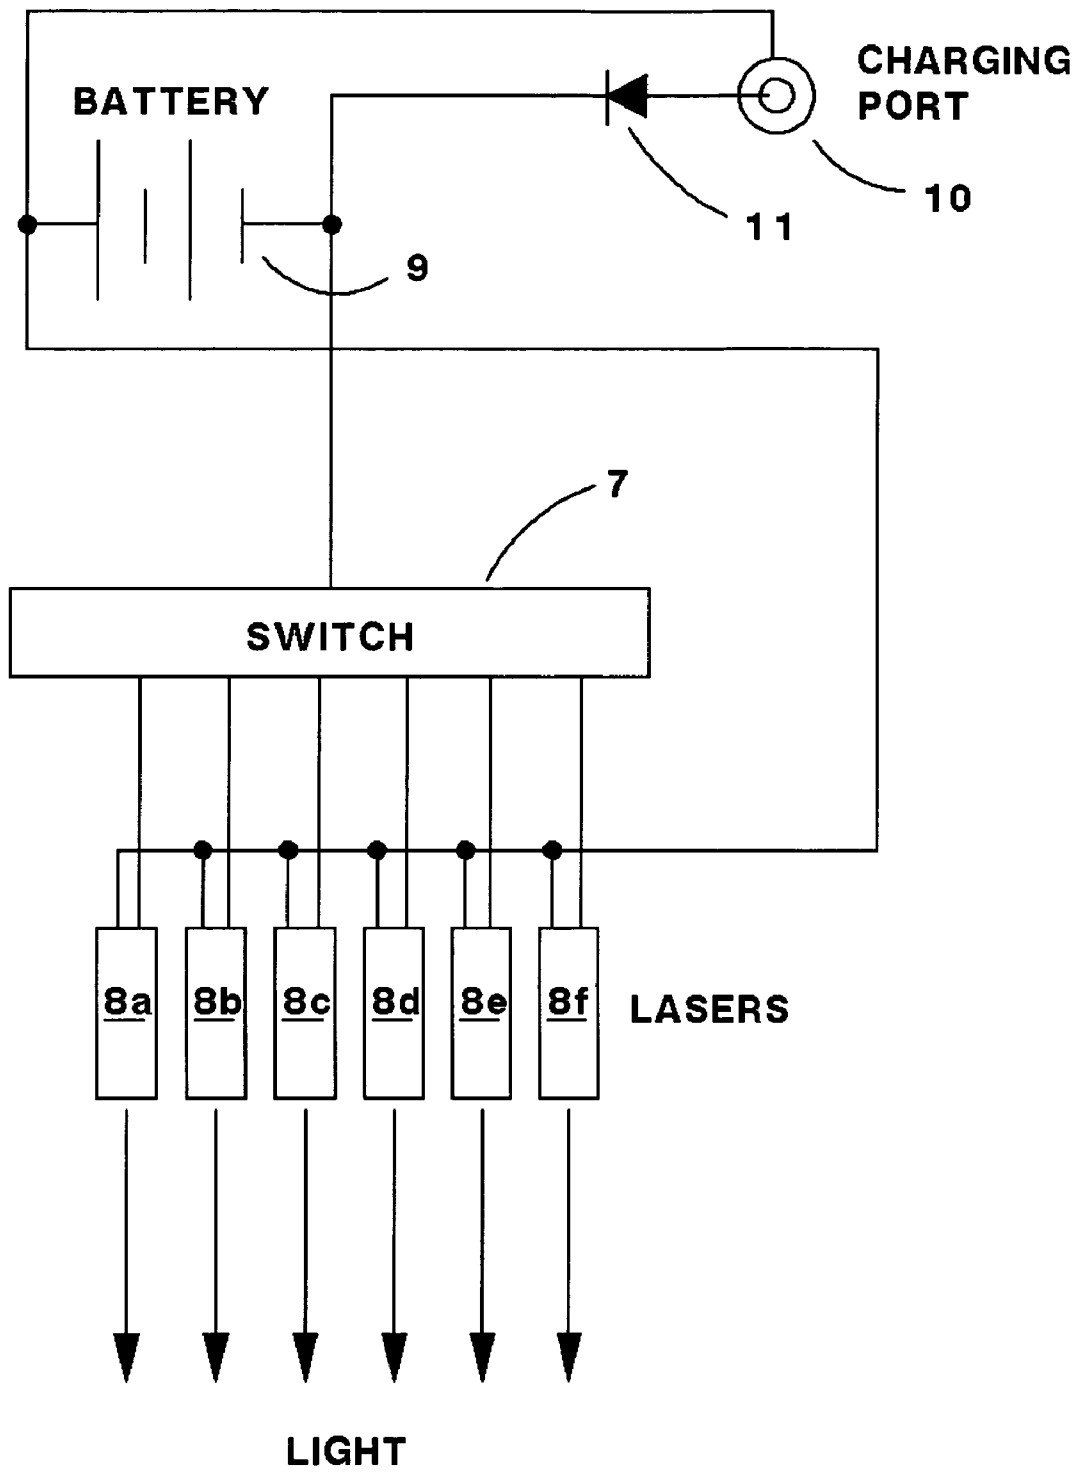 CHARGING
PORT
BATTERY
10
11
9
7
SWITCH
8a 8b 8c 8d 8e 8f
LASERS
LIGHT